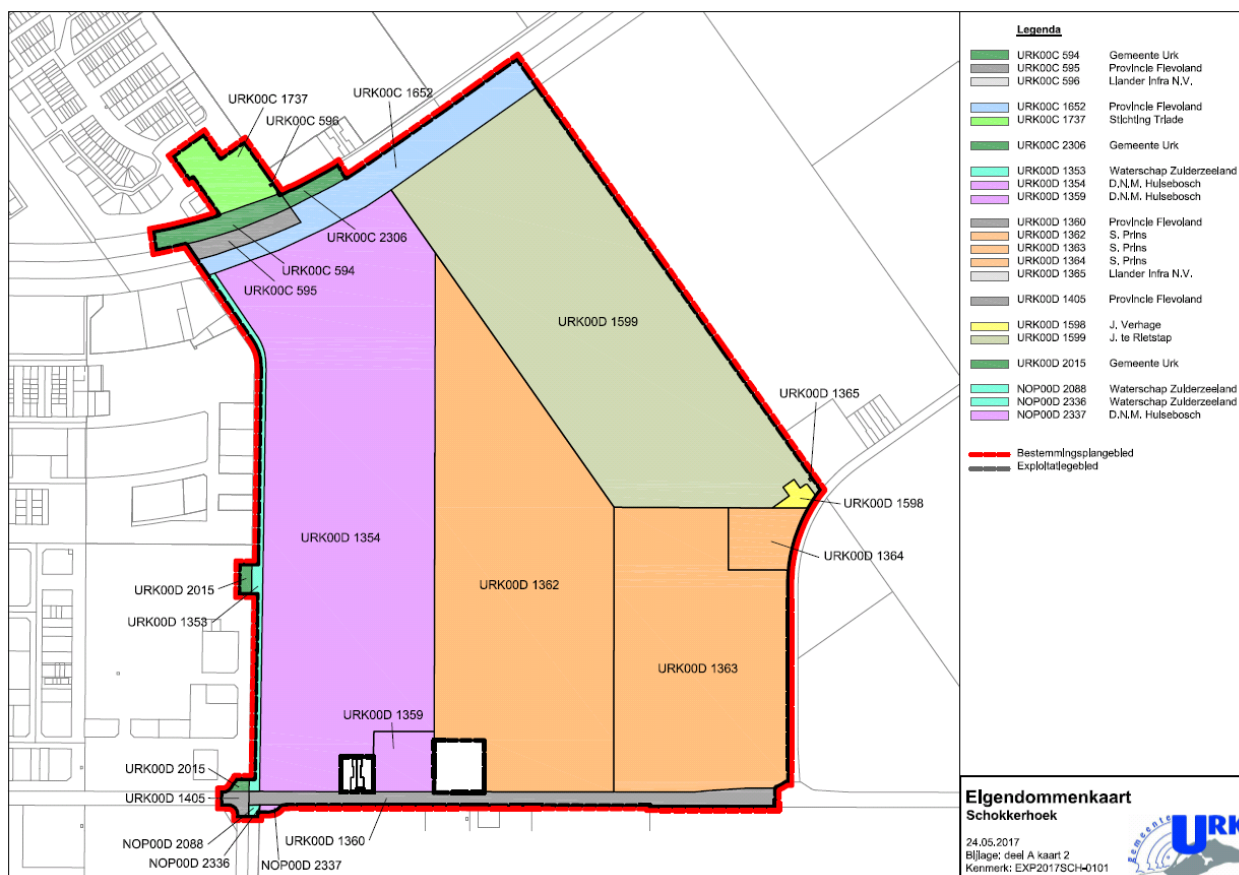 URK00C 1737
URK00C 596
URK00C 1652
URK00C 2306
URK00C 594
URK00C 595
URK00D 1599
URK00D 1365
URK00D 1598
URK00D 1364
URK00D 1354
URK00D 1362
URK00D 2015
URK00D 1353
URK00D 1363
URK00D 1359
URK00D 2015
URK00D 1405
NOP00D 2088
NOP00D 2336
NOP00D 2337
URK00D 1360
Legenda
URK00C 594 Gemeente Urk
URK00C 595 Provincie Flevoland
URK00C 596 Liander Infra N.V.
URK00C 1652 Provincie Flevoland
URK00C 1737 Stichting Triade
URK00C 2306 Gemeente Urk
URK00D 1353 Waterschap Zuiderzeeland
URK00D 1354 D.N.M. Hulsebosch
URK00D 1359 D.N.M. Hulsebosch
URK00D 1360 Provincie Flevoland
URK00D 1362 S. Prins
URK00D 1363 S. Prins
URK00D 1364 S. Prins
URK00D 1365 Liander Infra N.V.
URK00D 1405 Provincie Flevoland
URK00D 1598 J. Verhage
URK00D 1599 J. te Rietstap
URK00D 2015 Gemeente Urk
NOP00D 2088 Waterschap Zuiderzeeland
NOP00D 2336 Waterschap Zuiderzeeland
NOP00D 2337 D.N.M. Hulsebosch
Bestemmingsplangebied
Exploitatiegebied
Eigendommenkaart
Schokkerhoek
24.05.2017
Bijlage: deel A kaart 2
Kenmerk: EXP2017SCH-0101
gemeente URK